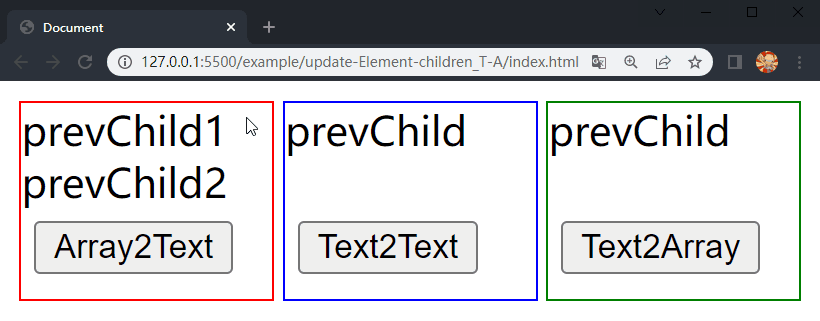 Document
127.0.0.1:5500/example/update-Element-children_T-A/index.html
prevChild1
prevChild2
Array2Text
prevChild
Text2Text
prevChild
Text2Array